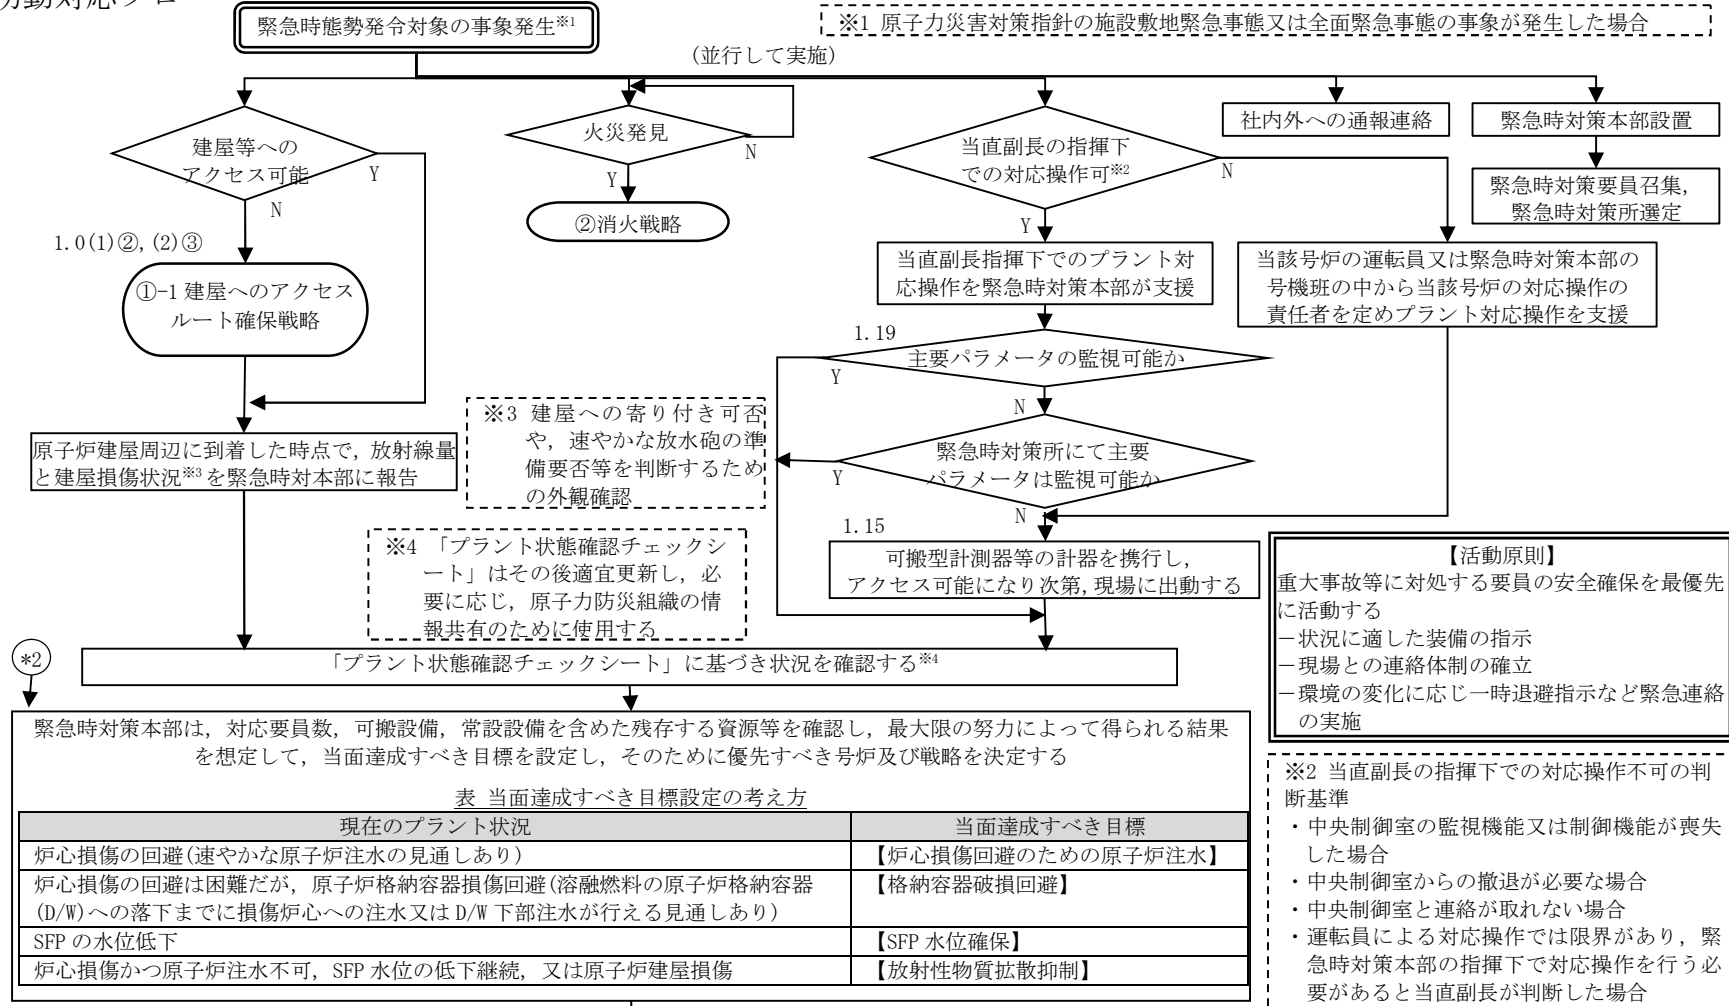 緊急時態勢発令対象の事象発生※1
※1 原子力災害対策指針の施設敷地緊急事態又は全面緊急事態の事象が発生した場合
(並行して実施)
建屋等への
アクセス可能
Y
N
火災発見
N
Y
②消火戦略
当直副長の指揮下
での対応操作可※2
N
Y
社内外への通報連絡
緊急時対策本部設置
緊急時対策要員召集,
緊急時対策所選定
1.0(1)②,(2)③
①-1 建屋へのアクセス
ルート確保戦略
当直副長指揮下でのプラント対
応操作を緊急時対策本部が支援
当該号炉の運転員又は緊急時対策本部の
号機班の中から当該号炉の対応操作の
責任者を定めプラント対応操作を支援
1.19
主要パラメータの監視可能か
Y
N
※3 建屋への寄り付き可否
や,速やかな放水砲の準
備要否等を判断するため
の外観確認
原子炉建屋周辺に到着した時点で,放射線量
と建屋損傷状況※3を緊急時対本部に報告
緊急時対策所にて主要
パラメータは監視可能か
Y
N
1.15
可搬型計測器等の計器を携行し,
アクセス可能になり次第,現場に出動する
※4 「プラント状態確認チェックシ
ート」はその後適宜更新し,必
要に応じ,原子力防災組織の情
報共有のために使用する
【活動原則】
重大事故等に対処する要員の安全確保を最優先
に活動する
－状況に適した装備の指示
－現場との連絡体制の確立
－環境の変化に応じ一時退避指示など緊急連絡
の実施
*2
「プラント状態確認チェックシート」に基づき状況を確認する※4
緊急時対策本部は,対応要員数,可搬設備,常設設備を含めた残存する資源等を確認し,最大限の努力によって得られる結果
を想定して,当面達成すべき目標を設定し,そのために優先すべき号炉及び戦略を決定する
表 当面達成すべき目標設定の考え方
現在のプラント状況 当面達成すべき目標
炉心損傷の回避(速やかな原子炉注水の見通しあり) 【炉心損傷回避のための原子炉注水】
炉心損傷の回避は困難だが,原子炉格納容器損傷回避(溶融燃料の原子炉格納容器 【格納容器破損回避】
(D/W)への落下までに損傷炉心への注水又は D/W 下部注水が行える見通しあり)
SFP の水位低下 【SFP 水位確保】
炉心損傷かつ原子炉注水不可,SFP 水位の低下継続,又は原子炉建屋損傷 【放射性物質拡散抑制】
※2 当直副長の指揮下での対応操作不可の判
断基準
・中央制御室の監視機能又は制御機能が喪失
した場合
・中央制御室からの撤退が必要な場合
・中央制御室と連絡が取れない場合
・運転員による対応操作では限界があり,緊
急時対策本部の指揮下で対応操作を行う必
要があると当直副長が判断した場合